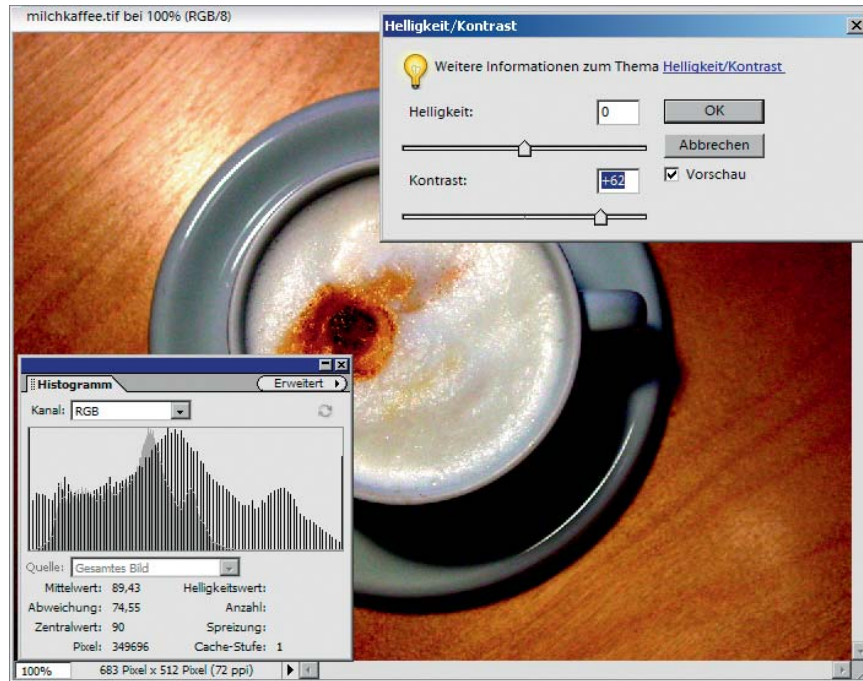 milchkaffee.tif bei 100% (RGB/8)
Helligkeit/Kontrast
Weitere Informationen zum Thema Helligkeit/Kontrast
Helligkeit: 0
OK
Abbrechen
Kontrast: +62
Vorschau
Histogramm
Erweitert
Kanal: RGB
Quelle: Gesamtes Bild
Mittelwert: 89,43 Helligkeitswert:
Abweichung: 74,55 Anzahl:
Zentralwert: 90 Spreizung:
Pixel: 349696 Cache-Stufe: 1
100% 683 Pixel x 512 Pixel (72 ppi)